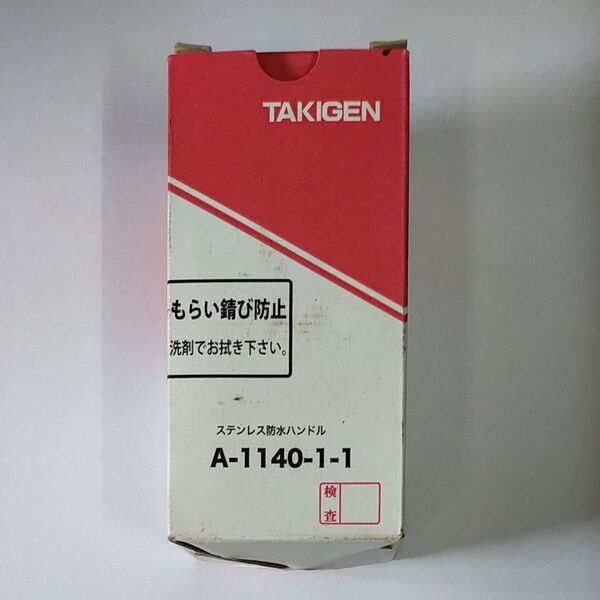 TAKIGEN
もらい錆び防止
洗剤でお拭き下さい。
ステンレス防水ハンドル
A-1140-1-1
検査